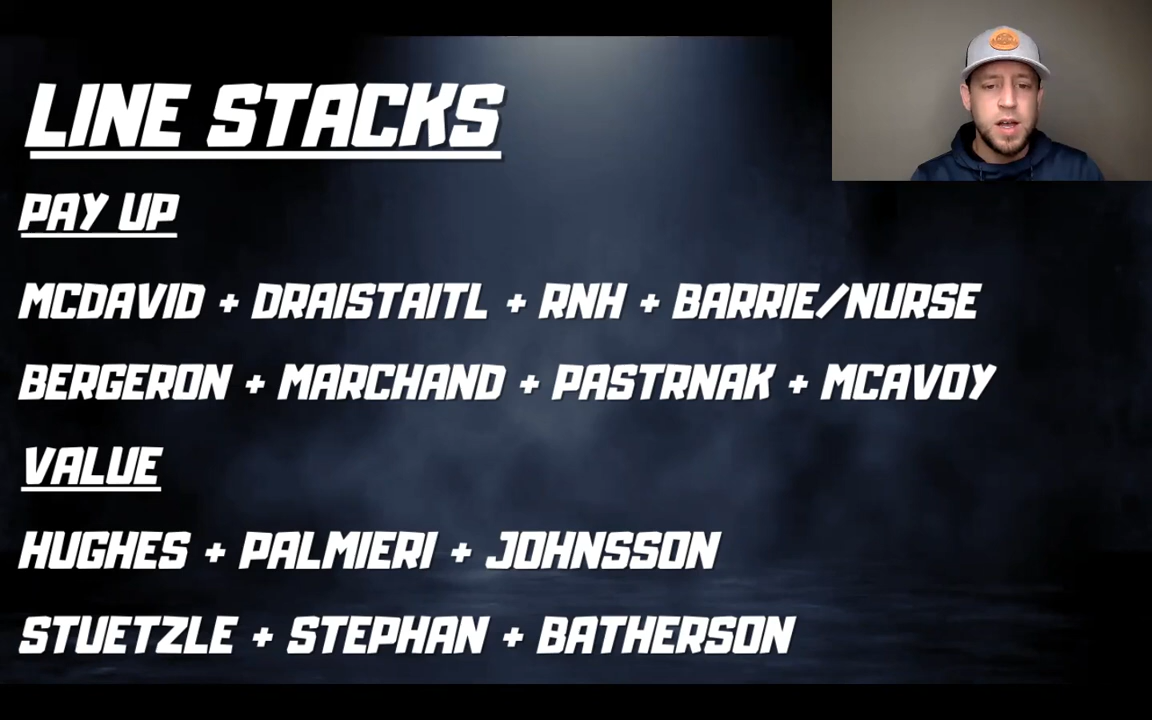 LINE STACKS
PAY UP
MCDAVID + DRAISTAITL + RNH + BARRIE/NURSE
BERGERON + MARCHAND + PASTRNAK + MCAVOY
VALUE
HUGHES + PALMIERI + JOHNSSON
STUETZLE + STEPHAN + BATHERSON